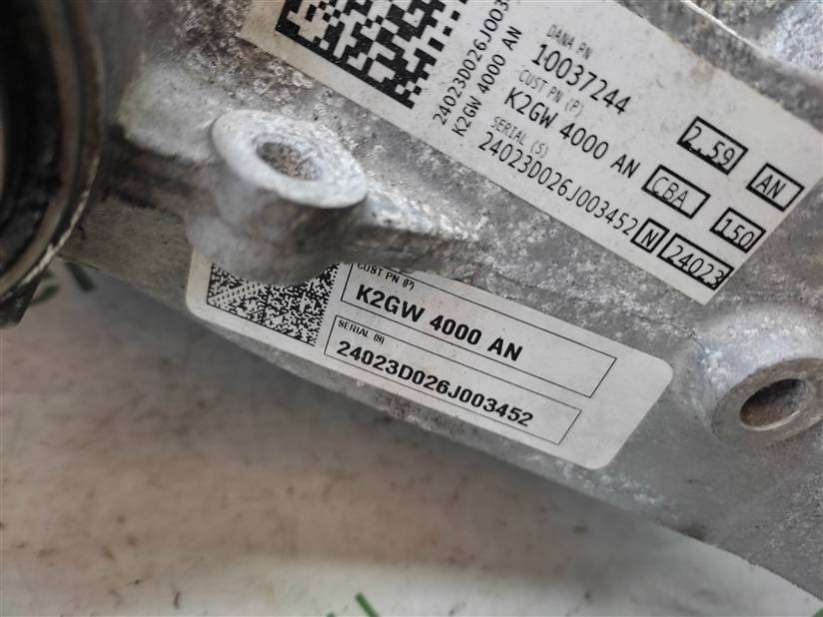 24023D026J003
K2GW 4000 AN
DANA PN
10037244
CUST PN (P)
K2GW 4000 AN
SERIAL (S)
24023D026J003452
2.59
AN
CBA
150
N
24023
CUST PN (P)
K2GW 4000 AN
SERIAL (S)
24023D026J003452